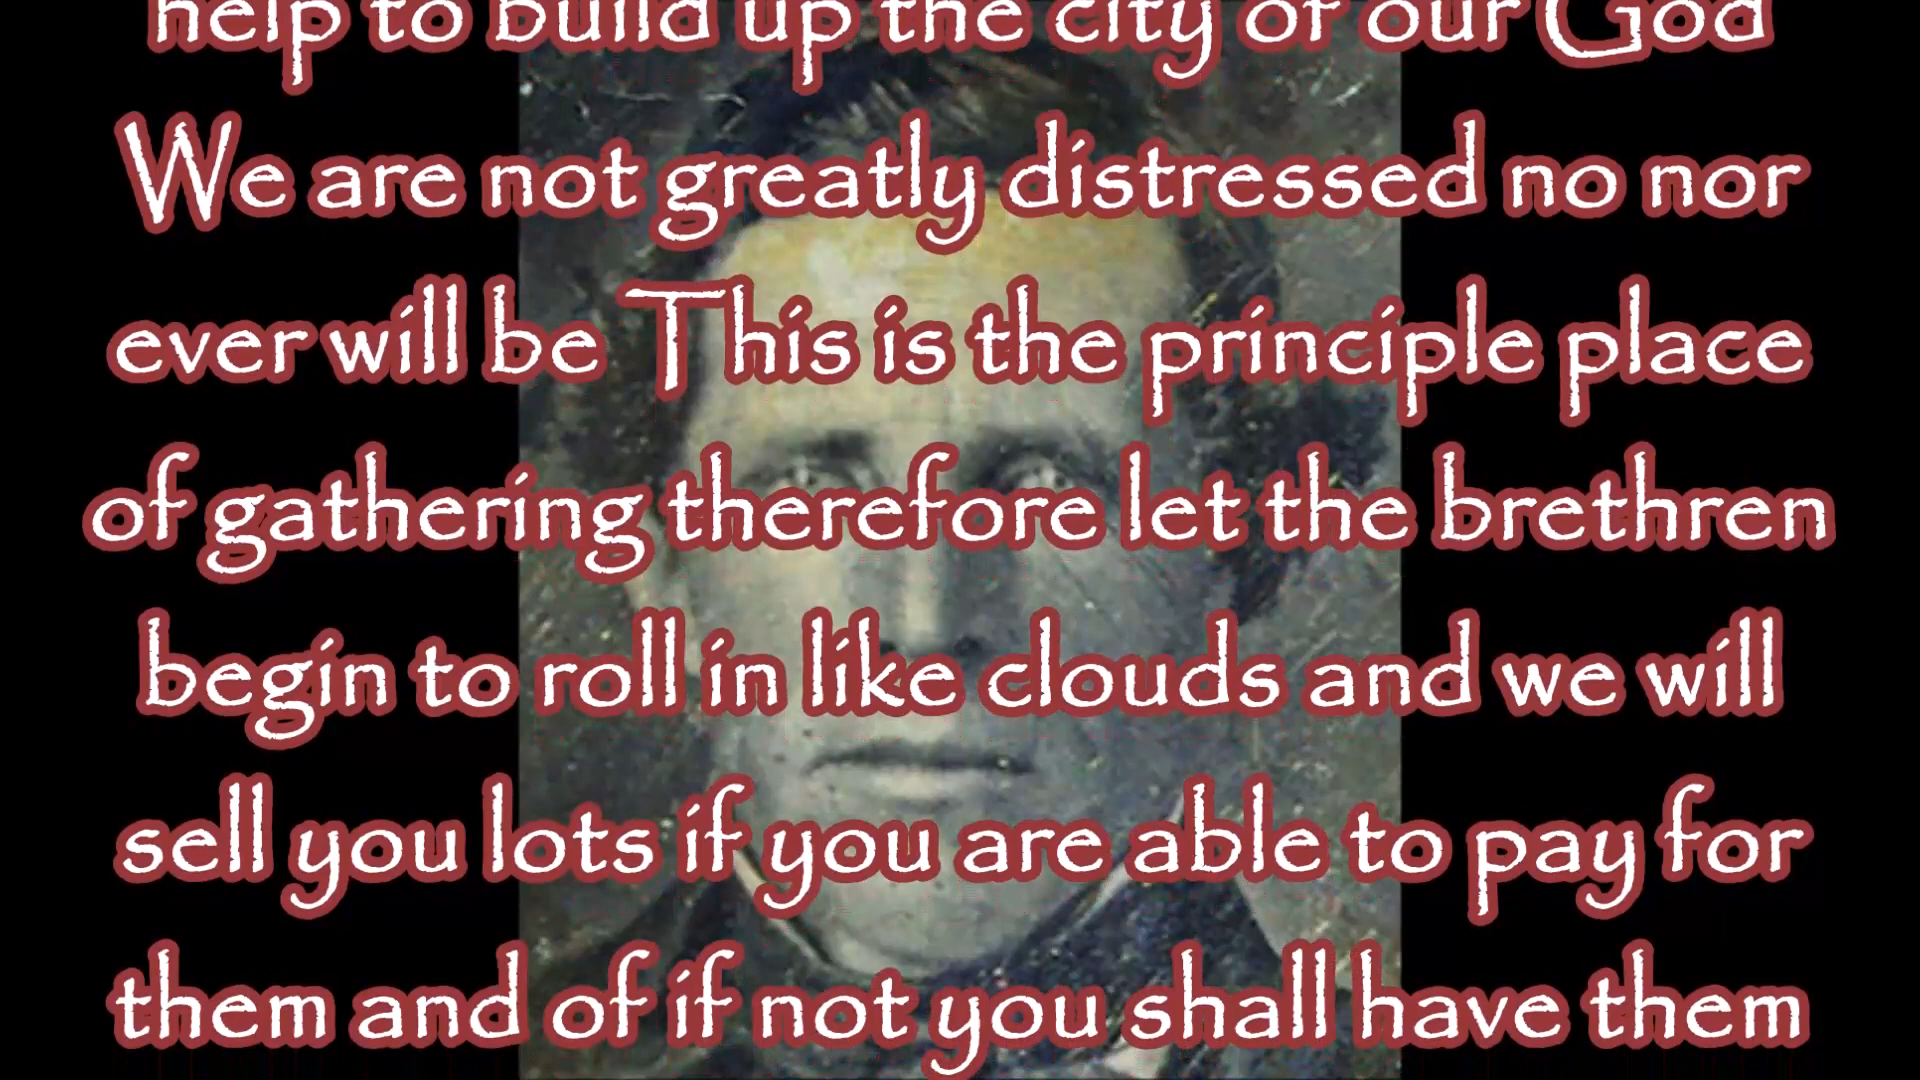 help to build up the city of our God
We are not greatly distressed no nor
ever will be This is the principle place
of gathering therefore let the brethren
begin to roll in like clouds and we will
sell you lots if you are able to pay for
them and of if not you shall have them